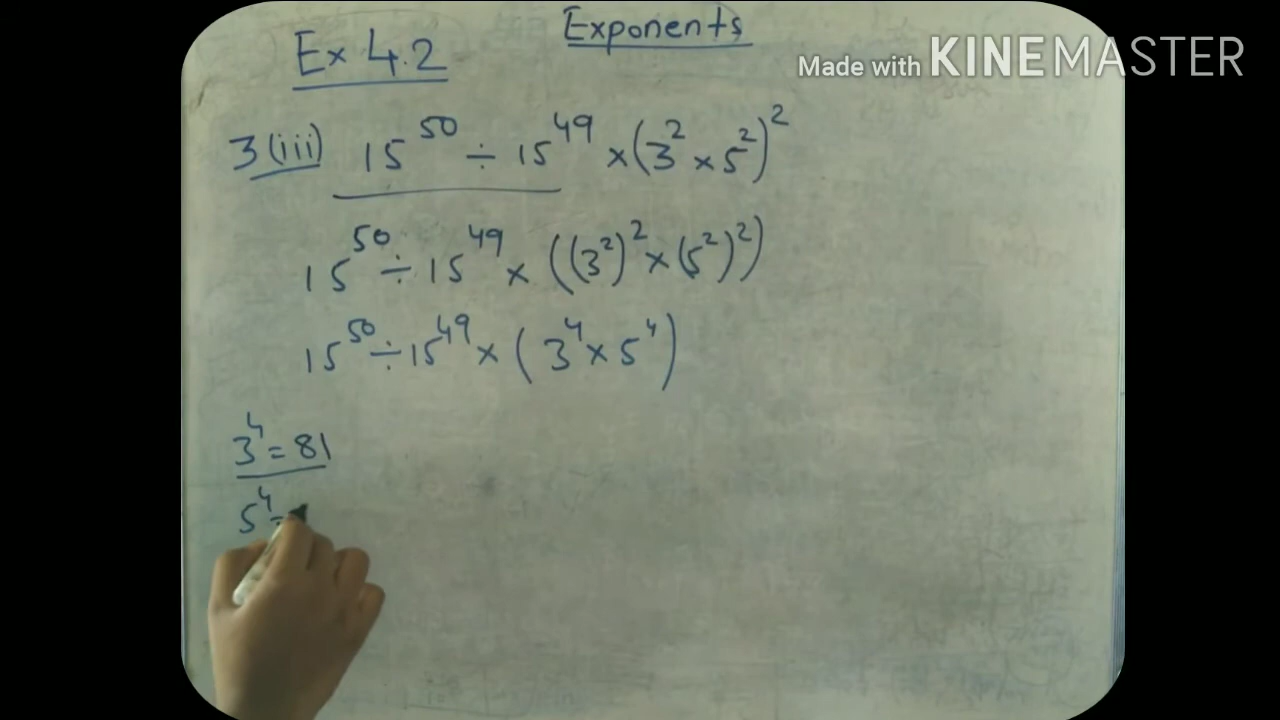 Exponents
Made with KINEMASTER
Ex 4.2
3(iii) 15^50 ÷ 15^49 × (3^2 × 5^2)^2
15^50 ÷ 15^49 × ((3^2)^2 × (5^2)^2)
15^50 ÷ 15^49 × (3^4 × 5^4)
3^4 = 81
5^4 =